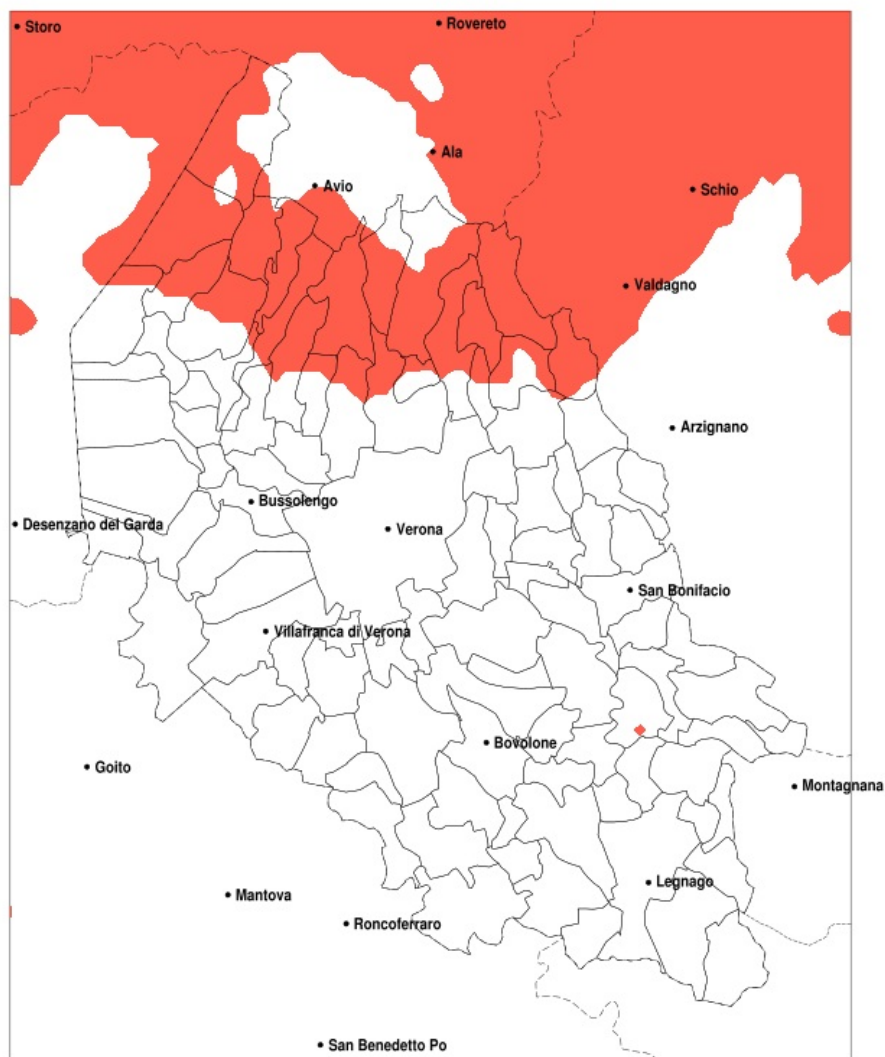 Storo
Rovereto
Ala
Avio
Schio
Valdagno
Arzignano
Bussolengo
Desenzano del Garda
Verona
San Bonifacio
Villafranca di Verona
Bovolone
Goito
Montagnana
Legnago
Mantova
Roncoferraro
San Benedetto Po